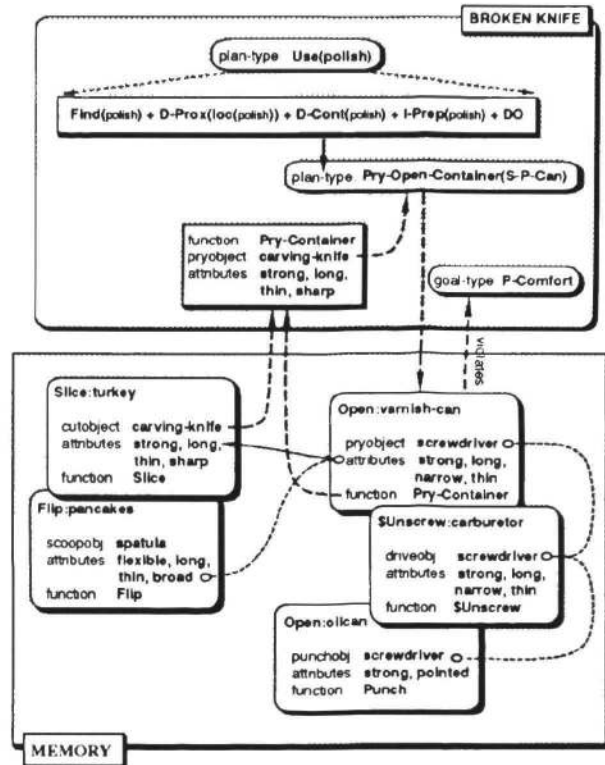 BROKEN KNIFE
plan-type Use(polish)
Find(polish) + D-Prox(loc(polish)) + D-Cont(polish) + I-Prep(polish) + DO
plan-type Pry-Open-Container(S-P-Can)
function Pry-Container
pryobject carving-knife
attributes strong, long,
thin, sharp
goal-type P-Comfort
violates
Slice:turkey
cutobject carving-knife
attributes strong, long,
thin, sharp
function Slice
Open:varnish-can
pryobject screwdriver
attributes strong, long,
narrow, thin
function Pry-Container
Flip:pancakes
scoopobj spatula
attributes flexible, long,
thin, broad
function Flip
$Unscrew:carburetor
driveobj screwdriver
attributes strong, long,
narrow, thin
function $Unscrew
Open:oilcan
punchobj screwdriver
attributes strong, pointed
function Punch
MEMORY